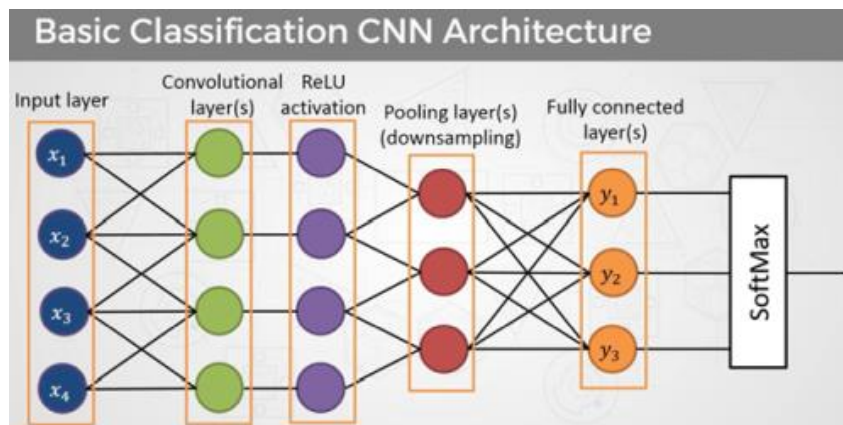 Basic Classification CNN Architecture
Input layer
Convolutional
layer(s)
ReLU
activation
Pooling layer(s)
(downsampling)
Fully connected
layer(s)
x₁
x₂
x₃
x₄
y₁
y₂
y₃
SoftMax